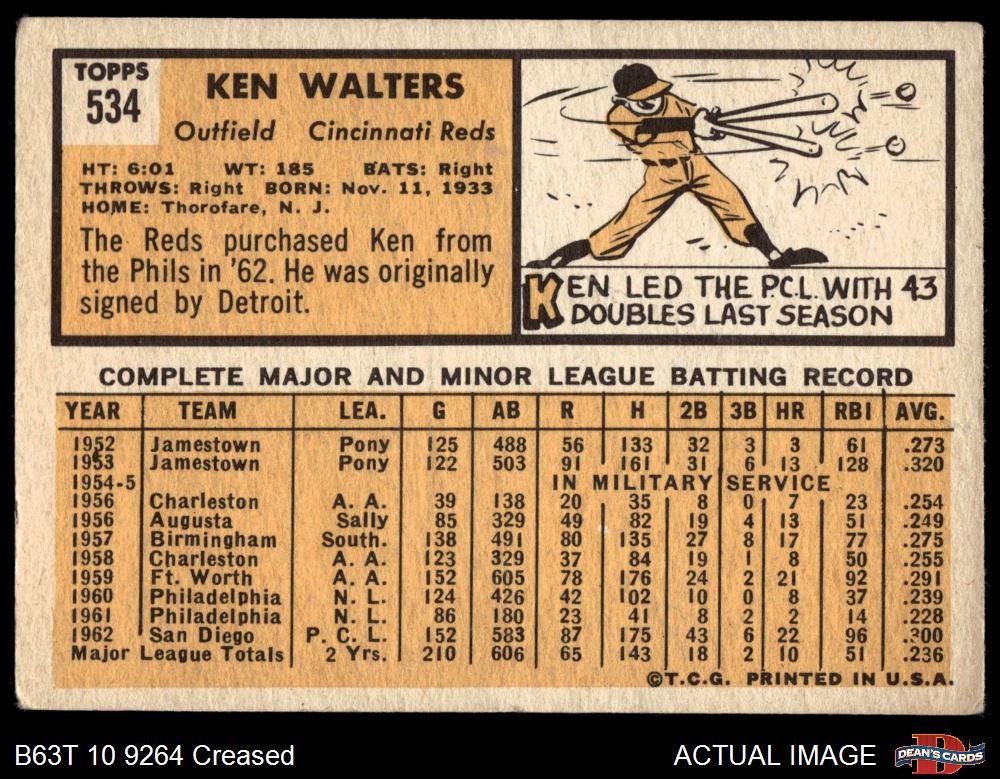 TOPPS
534
KEN WALTERS
Outfield Cincinnati Reds
HT: 6:01 WT: 185 BATS: Right
THROWS: Right BORN: Nov. 11, 1933
HOME: Thorofare, N. J.
The Reds purchased Ken from
the Phils in '62. He was originally
signed by Detroit.
KEN LED THE P.C.L. WITH 43
DOUBLES LAST SEASON
COMPLETE MAJOR AND MINOR LEAGUE BATTING RECORD
YEAR TEAM LEA. G AB R H 2B 3B HR RBI AVG.
1952 Jamestown Pony 125 488 56 133 32 3 3 61 .273
1953 Jamestown Pony 122 503 91 161 31 6 13 128 .320
1954-5 IN MILITARY SERVICE
1956 Charleston A. A. 39 138 20 35 8 0 7 23 .254
1956 Augusta Sally 85 329 49 82 19 4 13 51 .249
1957 Birmingham South. 138 491 80 135 27 8 17 77 .275
1958 Charleston A. A. 123 329 37 84 19 1 8 50 .255
1959 Ft. Worth A. A. 152 605 78 176 24 2 21 92 .291
1960 Philadelphia N. L. 124 426 42 102 10 0 8 37 .239
1961 Philadelphia N. L. 86 180 23 41 8 2 2 14 .228
1962 San Diego P. C. L. 152 583 87 175 43 6 22 96 .300
Major League Totals 2 Yrs. 210 606 65 143 18 2 10 51 .236
©T.C.G. PRINTED IN U.S.A.
B63T 10 9264 Creased ACTUAL IMAGE
DEAN'S CARDS